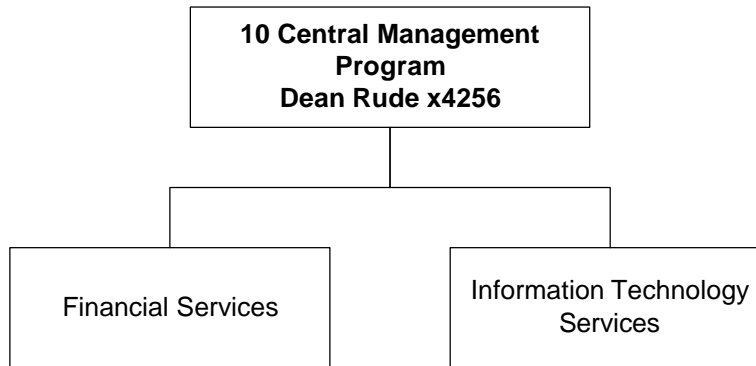 10 Central Management
Program
Dean Rude x4256
Financial Services
Information Technology
Services